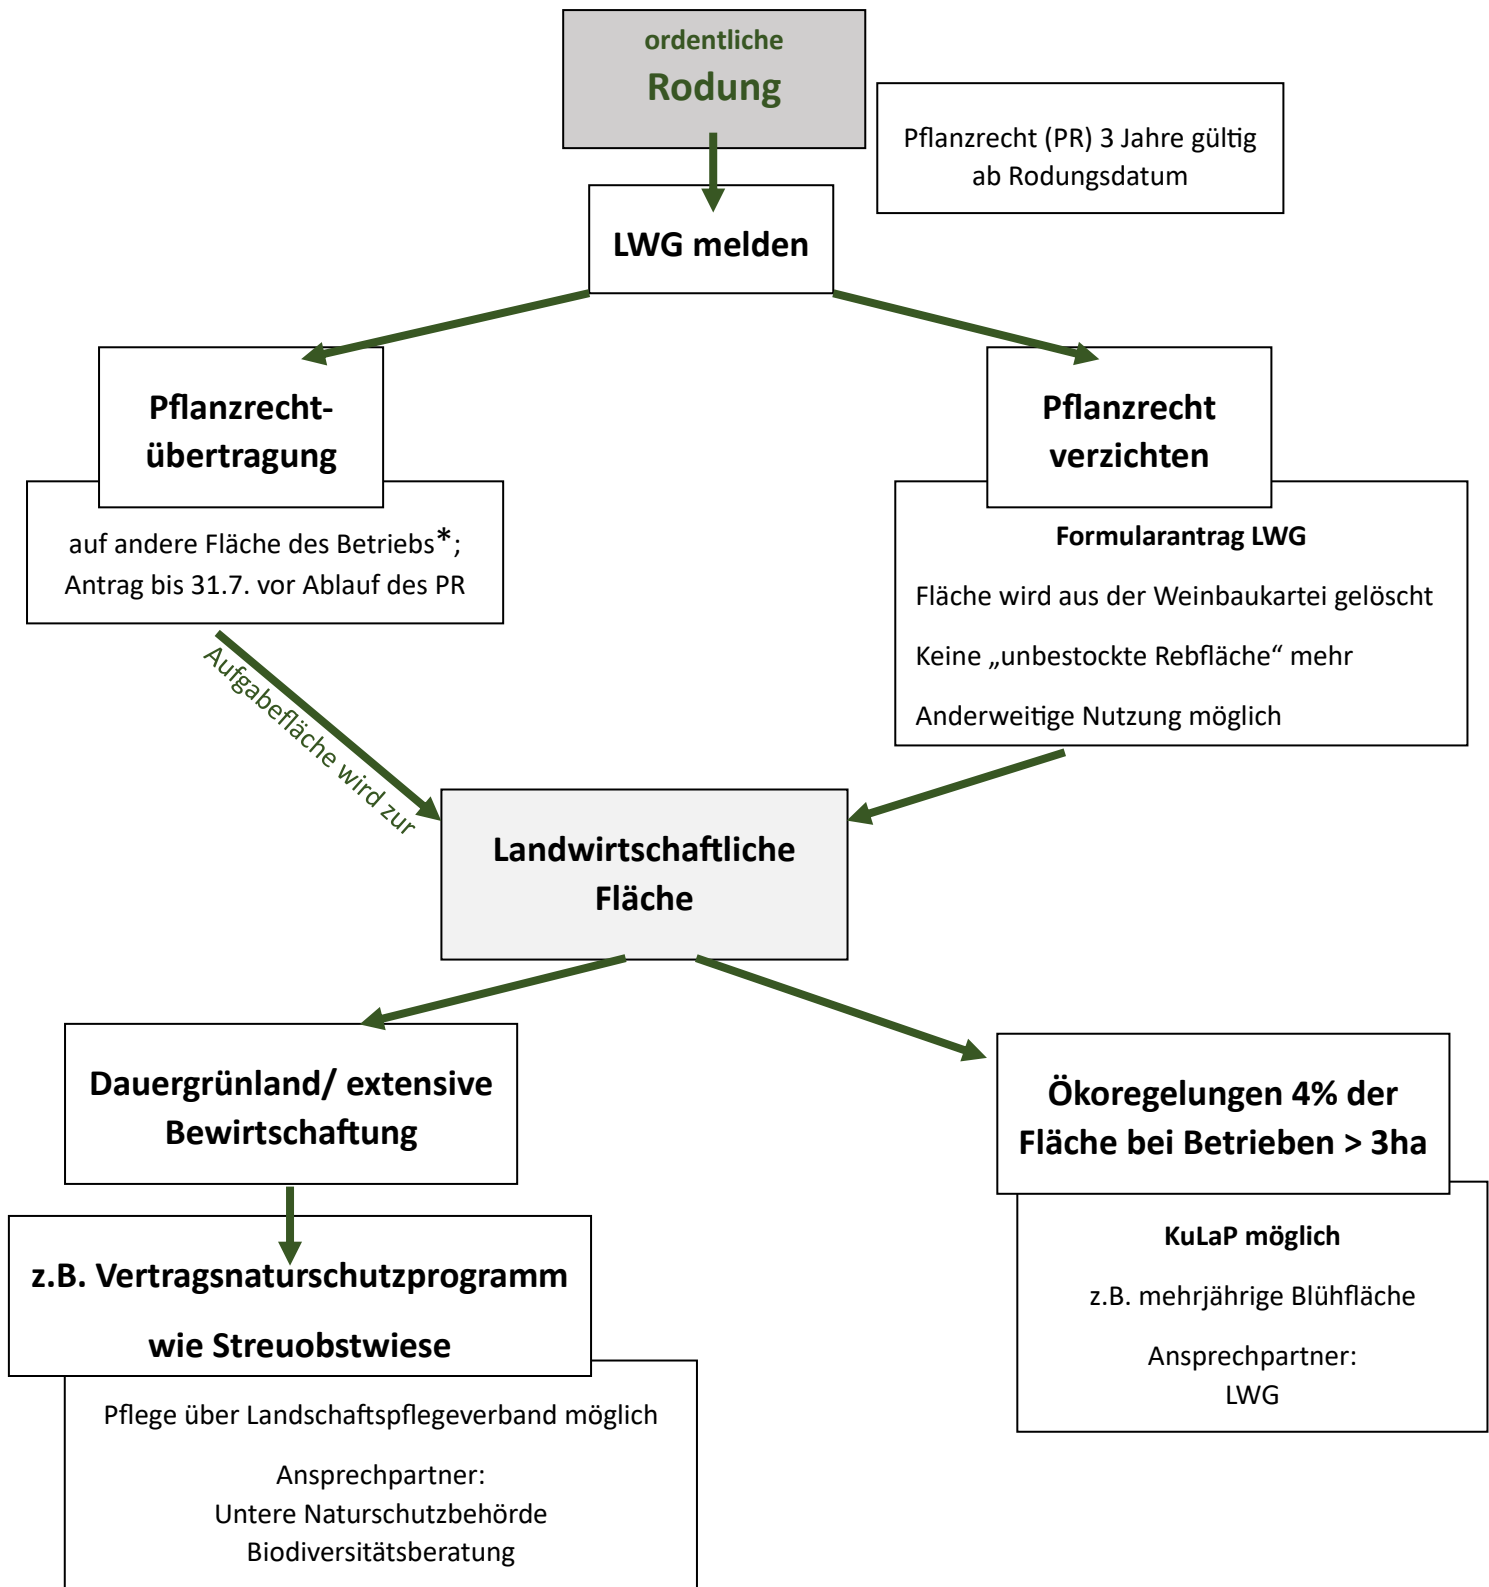 ordentliche
Rodung
Pflanzrecht (PR) 3 Jahre gültig
ab Rodungsdatum
LWG melden
Pflanzrecht-
übertragung
auf andere Fläche des Betriebs*;
Antrag bis 31.7. vor Ablauf des PR
Pflanzrecht
verzichten
Formularantrag LWG
Fläche wird aus der Weinbaukartei gelöscht
Keine „unbestockte Rebfläche“ mehr
Anderweitige Nutzung möglich
Aufgabefläche wird zur
Landwirtschaftliche
Fläche
Dauergrünland/ extensive
Bewirtschaftung
z.B. Vertragsnaturschutzprogramm
wie Streuobstwiese
Pflege über Landschaftspflegeverband möglich
Ansprechpartner:
Untere Naturschutzbehörde
Biodiversitätsberatung
Ökoregelungen 4% der
Fläche bei Betrieben > 3ha
KuLaP möglich
z.B. mehrjährige Blühfläche
Ansprechpartner:
LWG